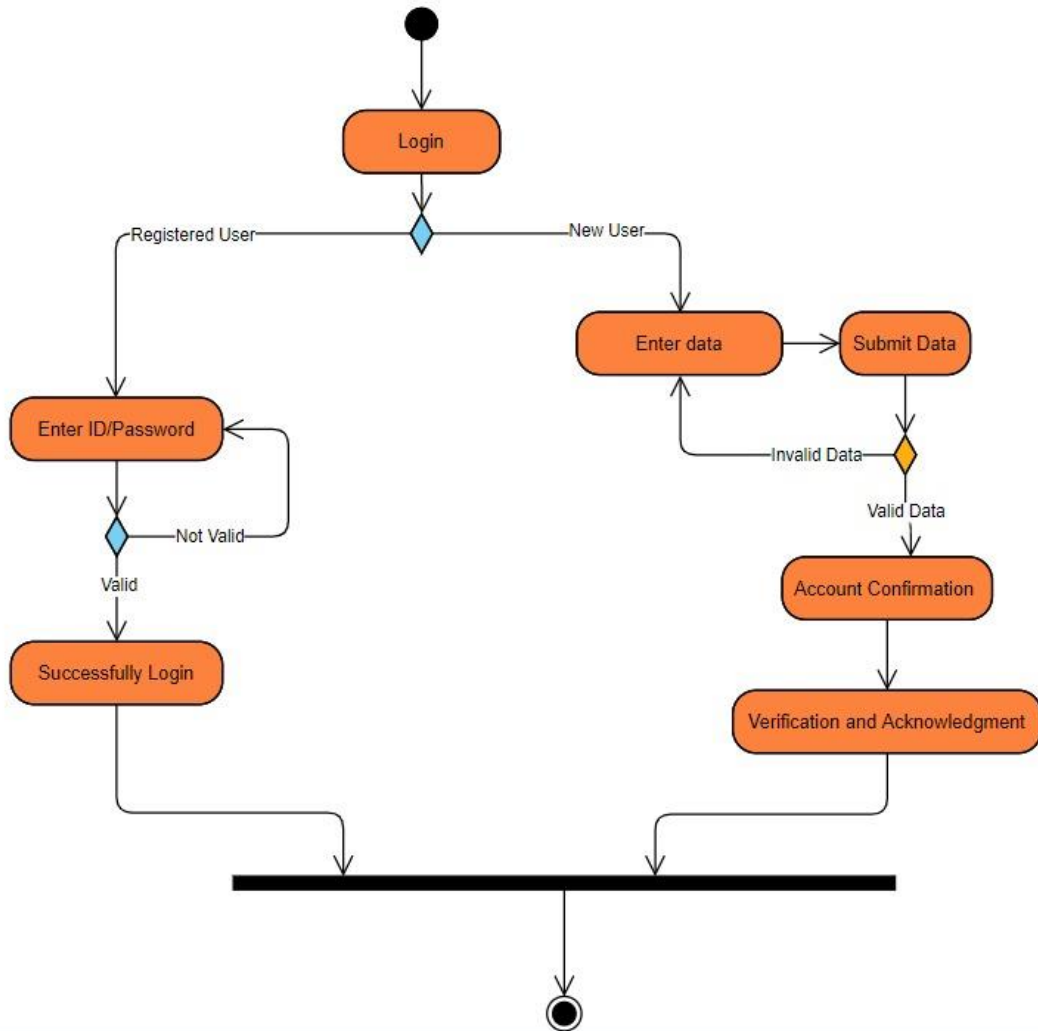 Login
Registered User
New User
Enter data
Submit Data
Enter ID/Password
Invalid Data
Valid Data
Not Valid
Valid
Account Confirmation
Successfully Login
Verification and Acknowledgment